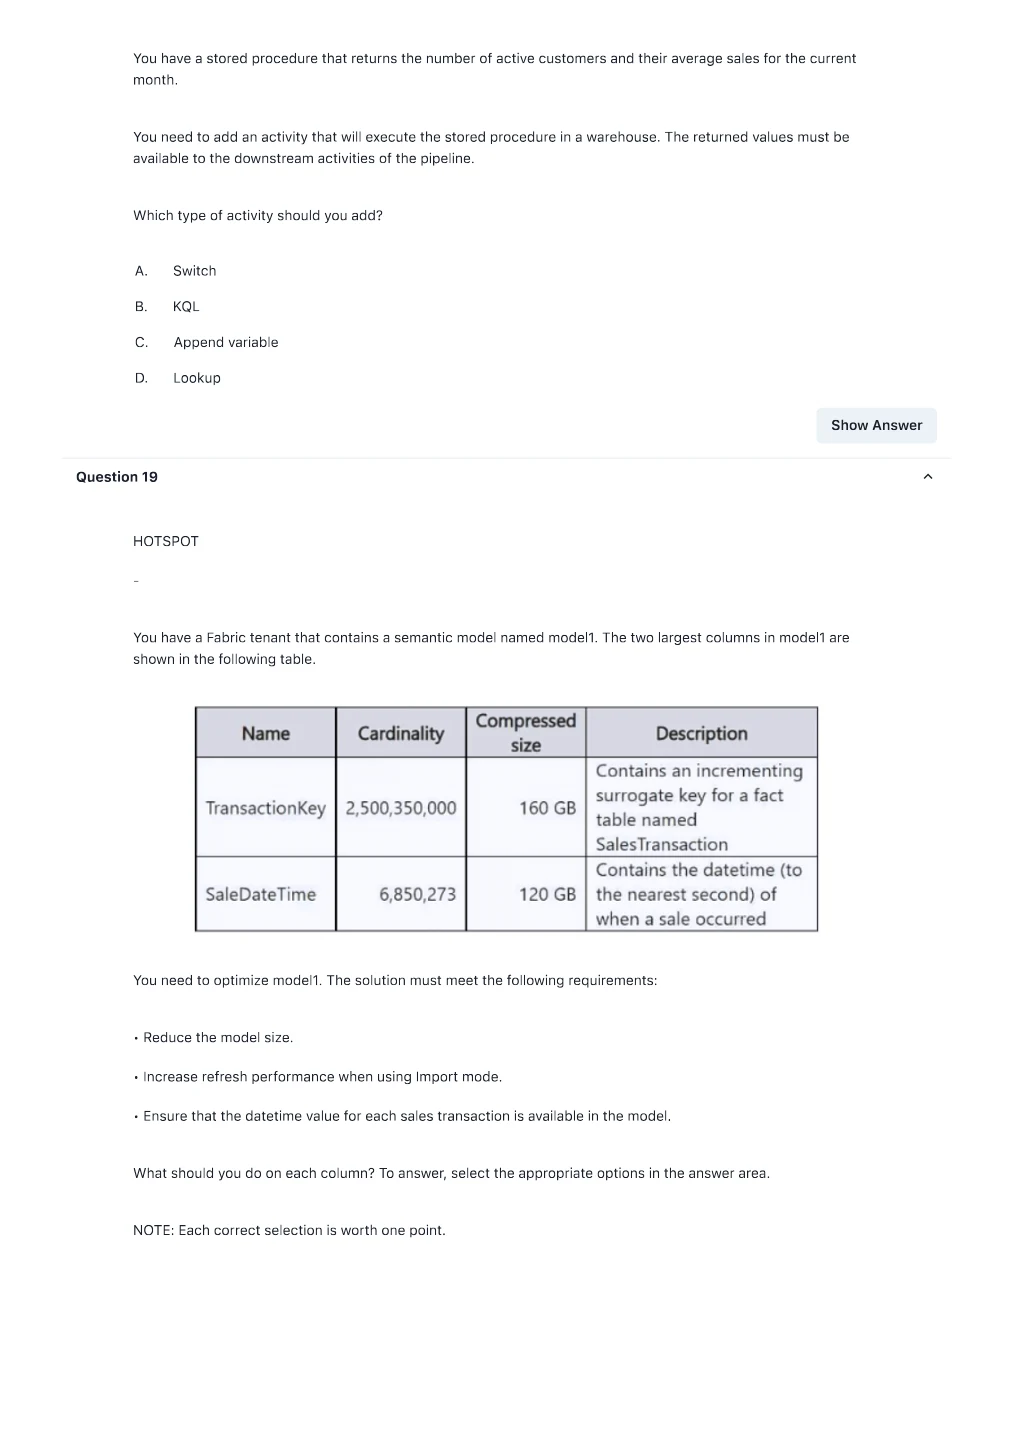 You have a stored procedure that returns the number of active customers and their average sales for the current
month.
You need to add an activity that will execute the stored procedure in a warehouse. The returned values must be
available to the downstream activities of the pipeline.
Which type of activity should you add?
A. Switch
B. KQL
C. Append variable
D. Lookup
Show Answer
Question 19
HOTSPOT
-
You have a Fabric tenant that contains a semantic model named model1. The two largest columns in model1 are
shown in the following table.
Name Cardinality Compressed size Description
TransactionKey 2,500,350,000 160 GB Contains an incrementing
surrogate key for a fact
table named
SalesTransaction
SaleDateTime 6,850,273 120 GB Contains the datetime (to
the nearest second) of
when a sale occurred
You need to optimize model1. The solution must meet the following requirements:
• Reduce the model size.
• Increase refresh performance when using Import mode.
• Ensure that the datetime value for each sales transaction is available in the model.
What should you do on each column? To answer, select the appropriate options in the answer area.
NOTE: Each correct selection is worth one point.